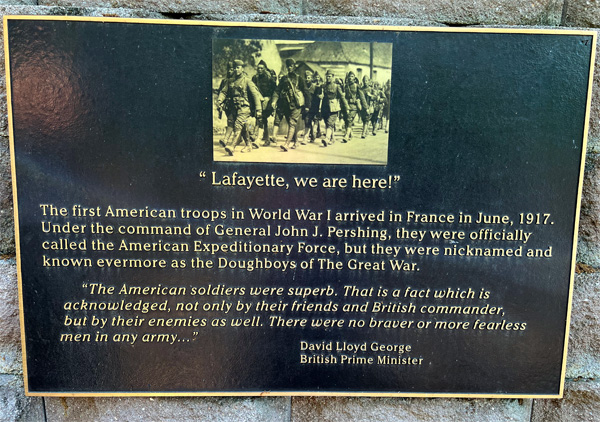 “ Lafayette, we are here!”
The first American troops in World War I arrived in France in June, 1917.
Under the command of General John J. Pershing, they were officially
called the American Expeditionary Force, but they were nicknamed and
known evermore as the Doughboys of The Great War.
“The American soldiers were superb. That is a fact which is
acknowledged, not only by their friends and British commander,
but by their enemies as well. There were no braver or more fearless
men in any army...”
David Lloyd George
British Prime Minister